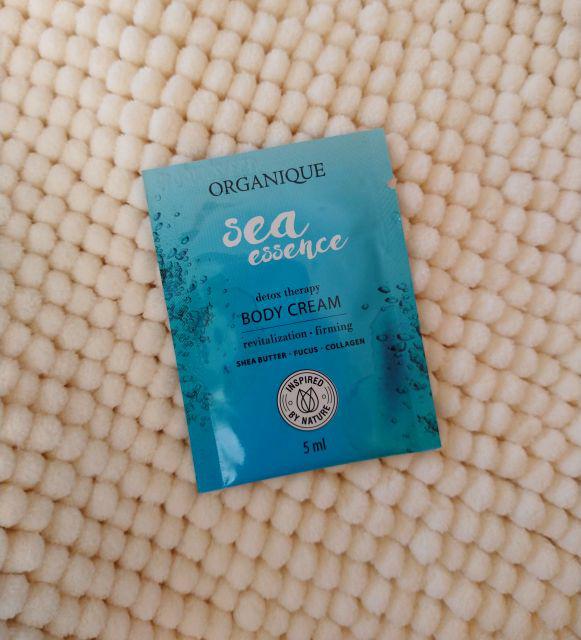 ORGANIQUE
sea
essence
detox therapy
BODY CREAM
revitalization · firming
SHEA BUTTER · FUCUS · COLLAGEN
INSPIRED
BY NATURE
5 ml